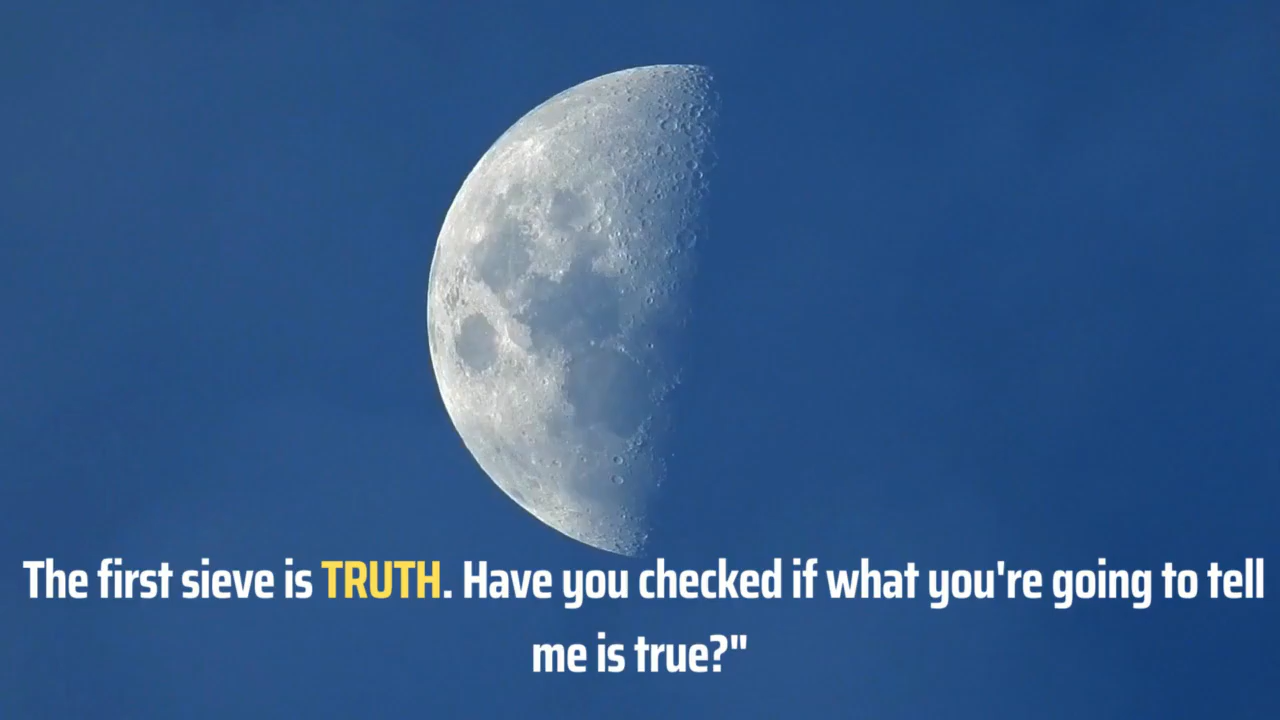 The first sieve is TRUTH. Have you checked if what you're going to tell
me is true?"